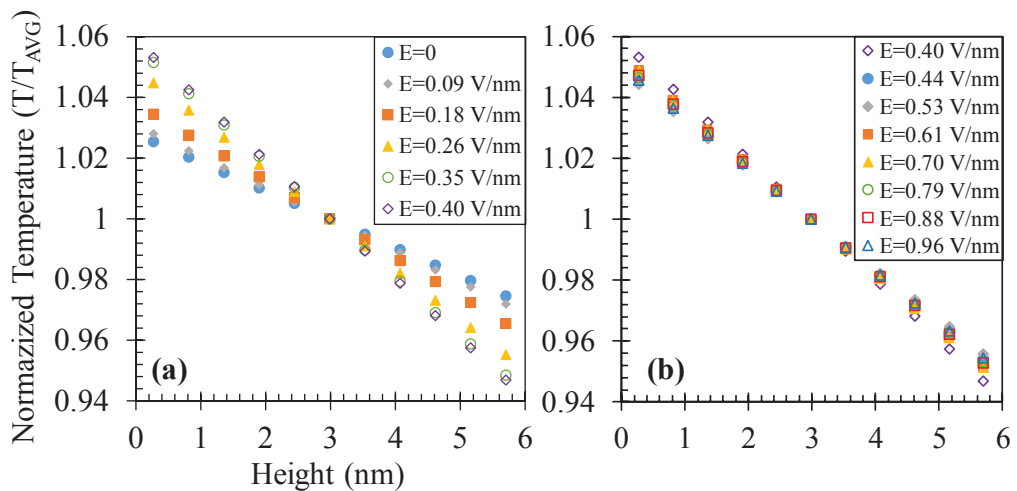 Normazized Temperature (T/T_AVG)
1.06
1.04
1.02
1
0.98
0.96
0.94
E=0
E=0.09 V/nm
E=0.18 V/nm
E=0.26 V/nm
E=0.35 V/nm
E=0.40 V/nm
(a)
0 1 2 3 4 5 6
Height (nm)
1.06
1.04
1.02
1
0.98
0.96
0.94
E=0.40 V/nm
E=0.44 V/nm
E=0.53 V/nm
E=0.61 V/nm
E=0.70 V/nm
E=0.79 V/nm
E=0.88 V/nm
E=0.96 V/nm
(b)
0 1 2 3 4 5 6
Height (nm)